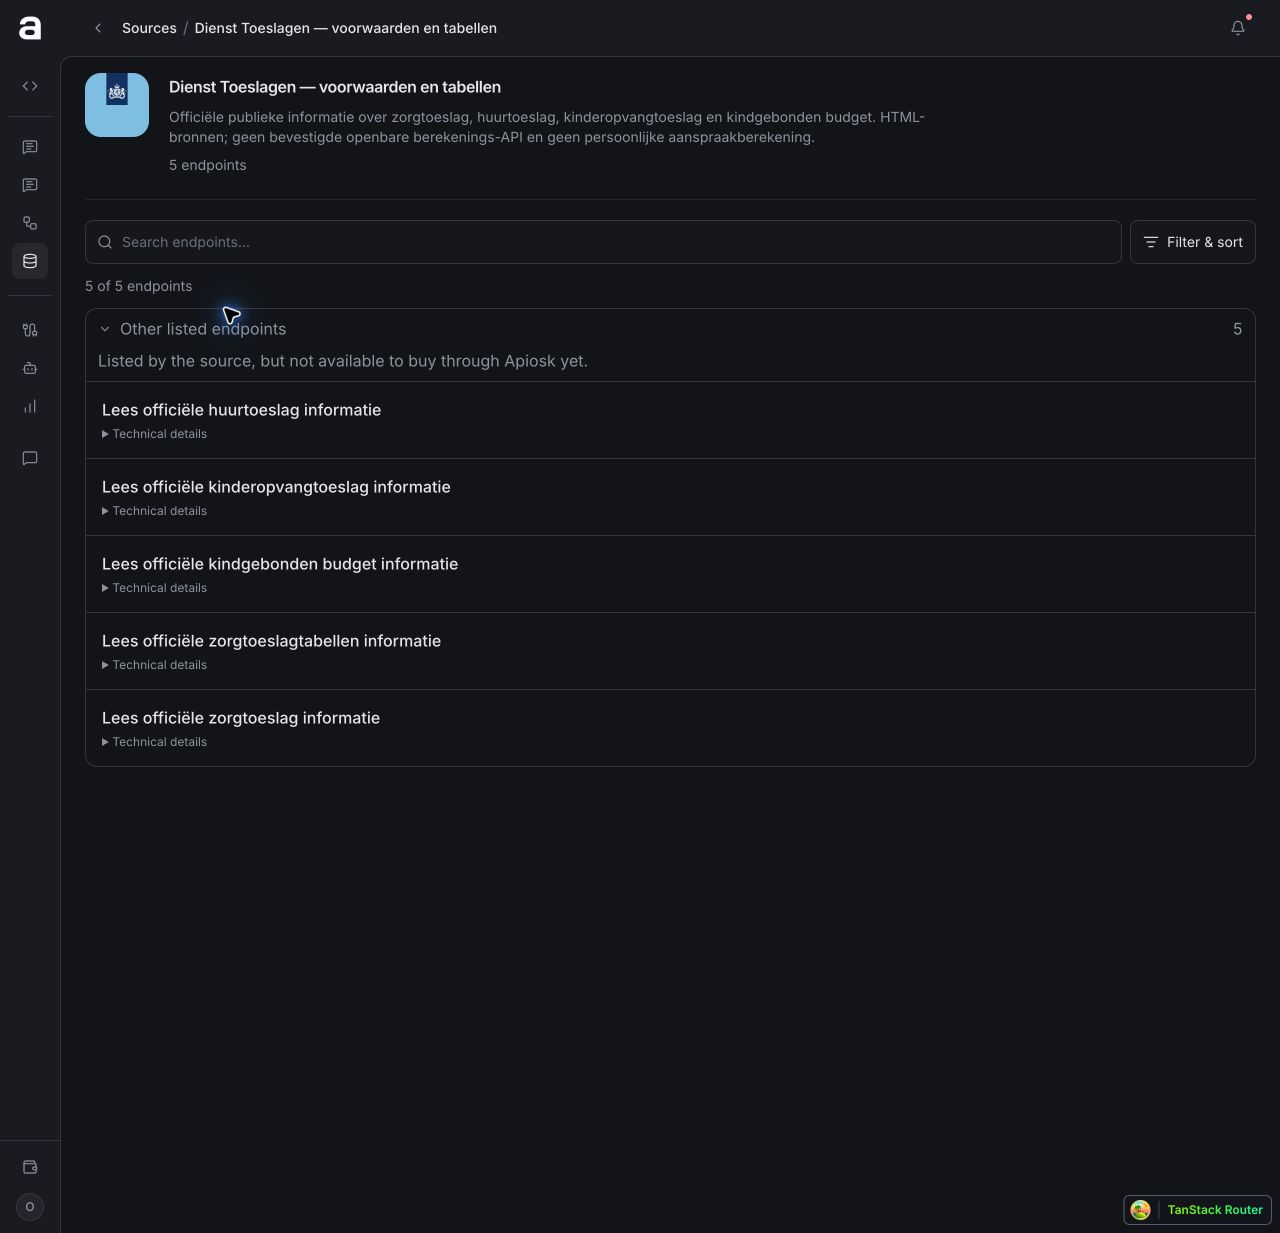 a
Sources / Dienst Toeslagen — voorwaarden en tabellen
Dienst Toeslagen — voorwaarden en tabellen
Officiële publieke informatie over zorgtoeslag, huurtoeslag, kinderopvangtoeslag en kindgebonden budget. HTML-
bronnen; geen bevestigde openbare berekenings-API en geen persoonlijke aanspraakberekening.
5 endpoints
Search endpoints...
Filter & sort
5 of 5 endpoints
Other listed endpoints
5
Listed by the source, but not available to buy through Apiosk yet.
Lees officiële huurtoeslag informatie
Technical details
Lees officiële kinderopvangtoeslag informatie
Technical details
Lees officiële kindgebonden budget informatie
Technical details
Lees officiële zorgtoeslagtabellen informatie
Technical details
Lees officiële zorgtoeslag informatie
Technical details
O
TanStack Router